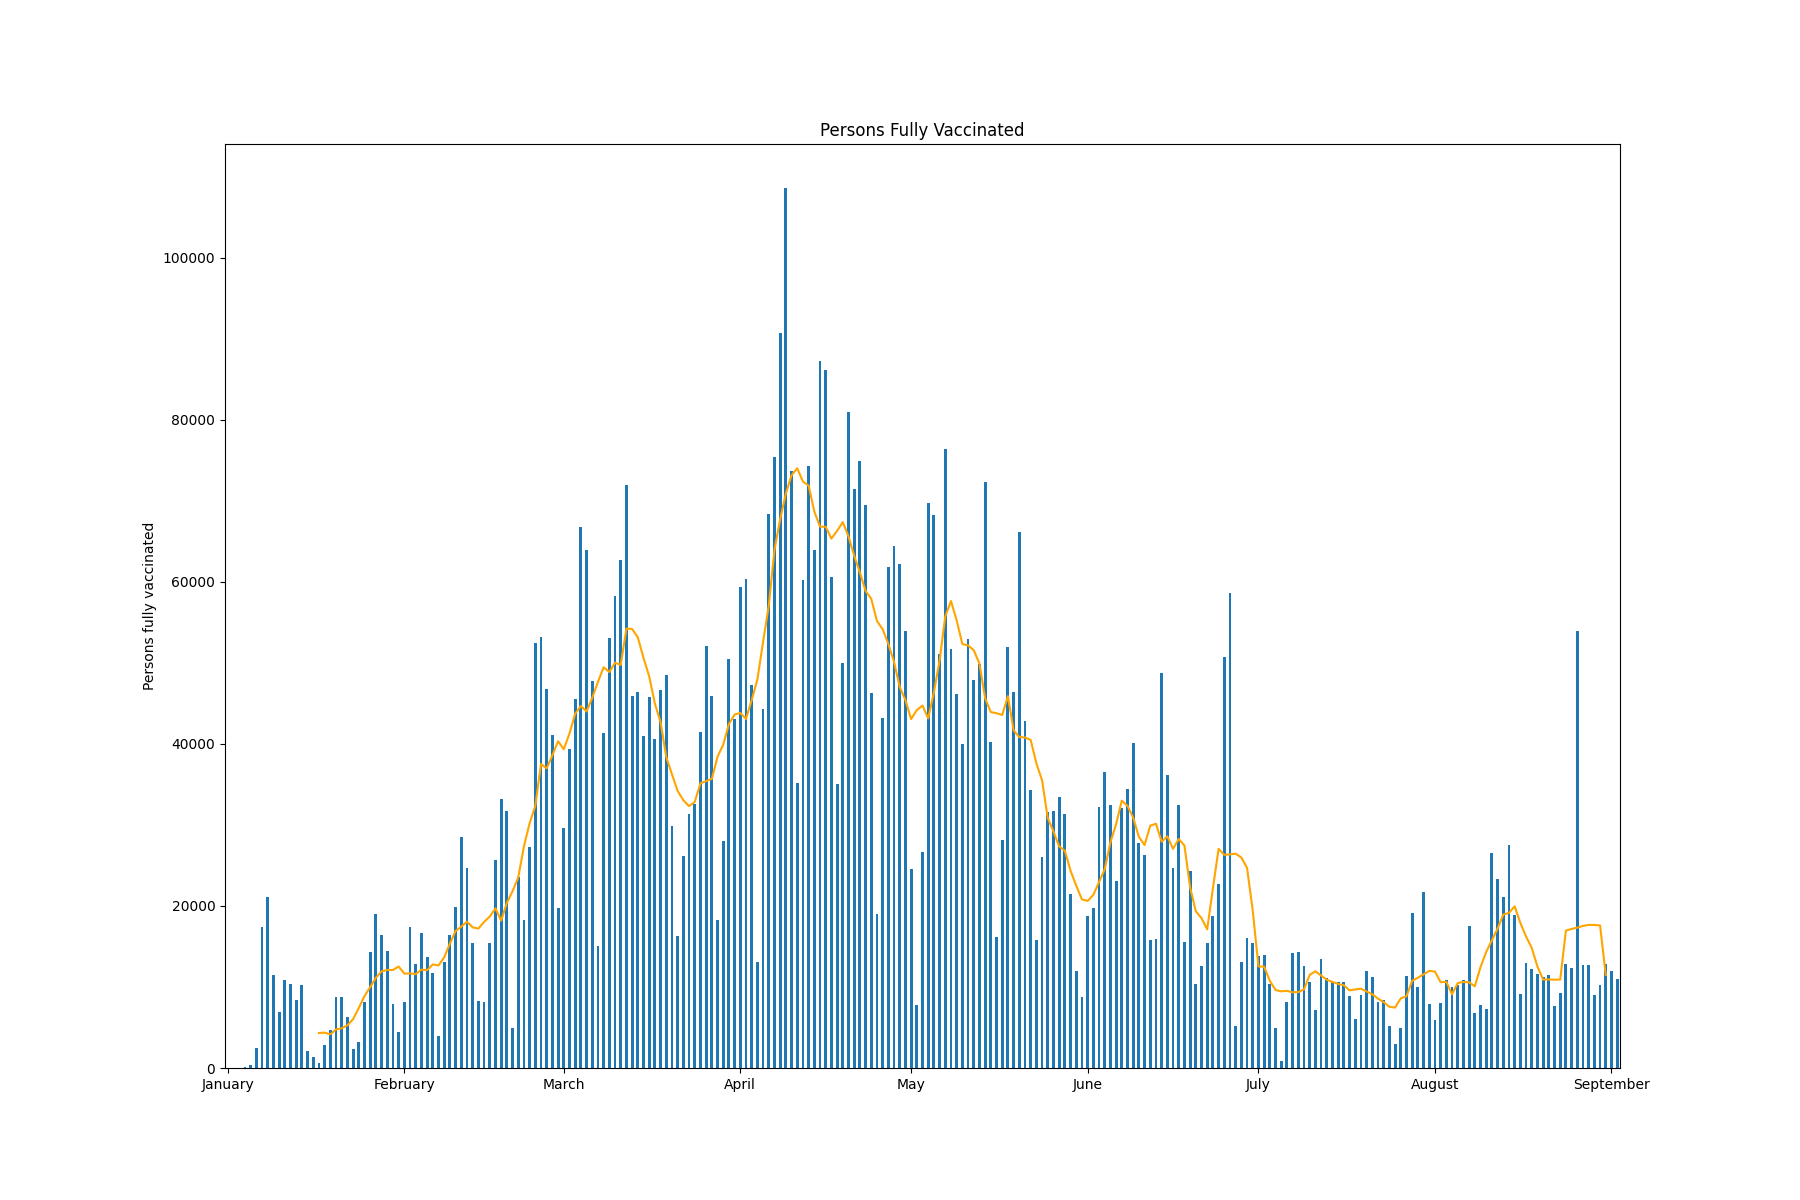 Persons Fully Vaccinated
Persons fully vaccinated
100000
80000
60000
40000
20000
0
January February March April May June July August September